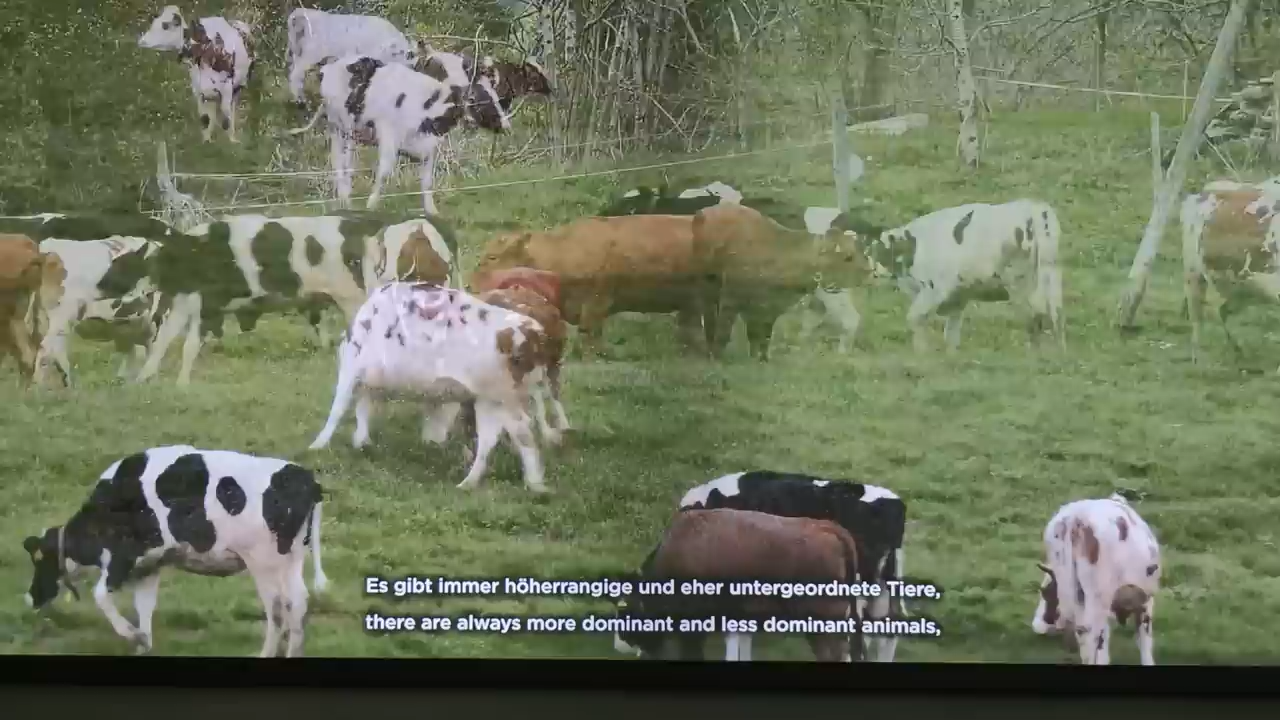 Es gibt immer höherrangige und eher untergeordnete Tiere,
there are always more dominant and less dominant animals,